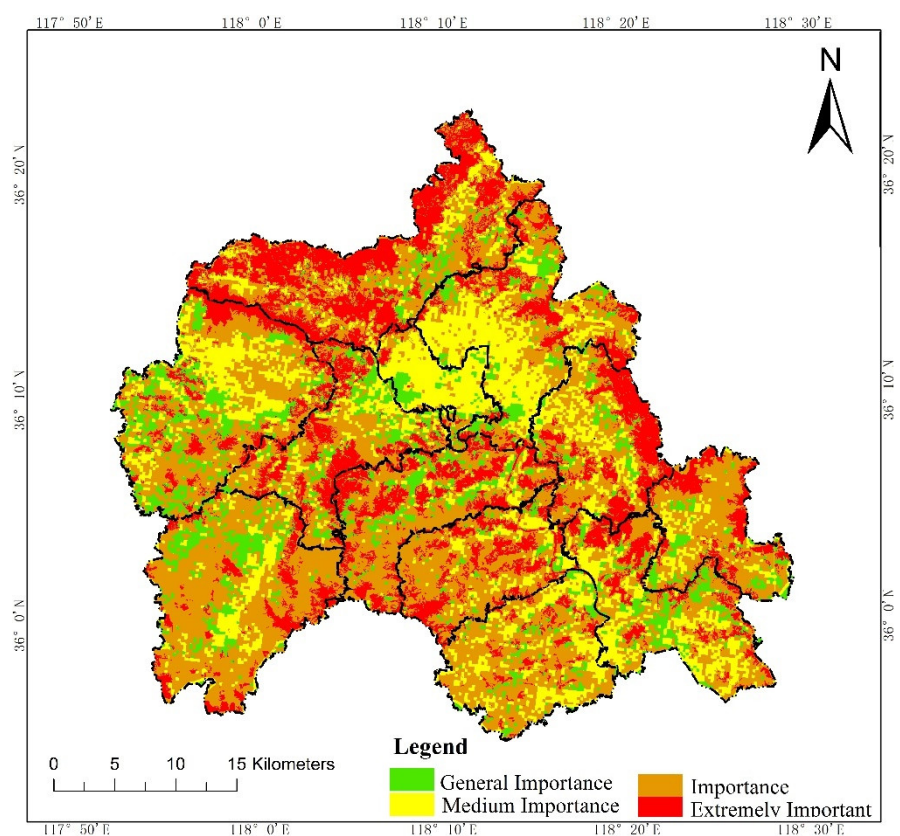 117° 50′ E 118° 0′ E 118° 10′ E 118° 20′ E 118° 30′ E
N
36° 20′ N 36° 20′ N
36° 10′ N 36° 10′ N
36° 0′ N 36° 0′ N
Legend
0 5 10 15 Kilometers
General Importance Importance
Medium Importance Extremely Important
117° 50′ E 118° 0′ E 118° 10′ E 118° 20′ E 118° 30′ E